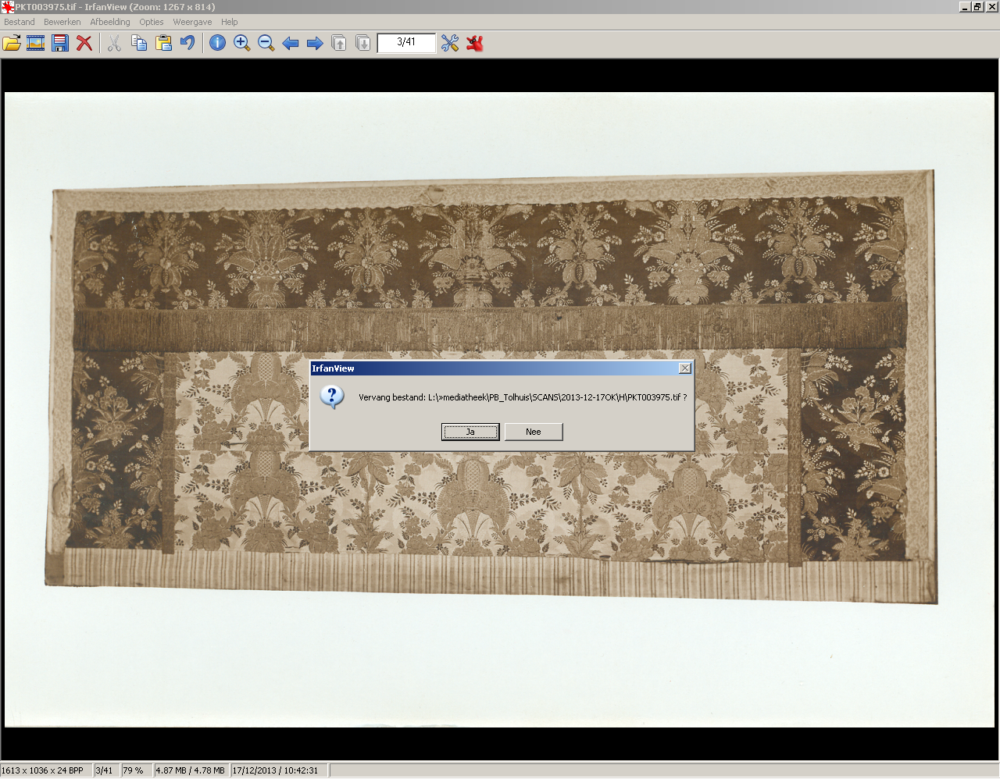 PKT003975.tif - IrfanView (Zoom: 1267 x 814)
Bestand Bewerken Afbeelding Opties Weergave Help
3/41
IrfanView
Vervang bestand: L:\»mediatheek\PB_Tolhuis\SCANS\2013-12-17OK\H\PKT003975.tif ?
Ja Nee
1613 x 1036 x 24 BPP 3/41 79 % 4.87 MB / 4.78 MB 17/12/2013 / 10:42:31